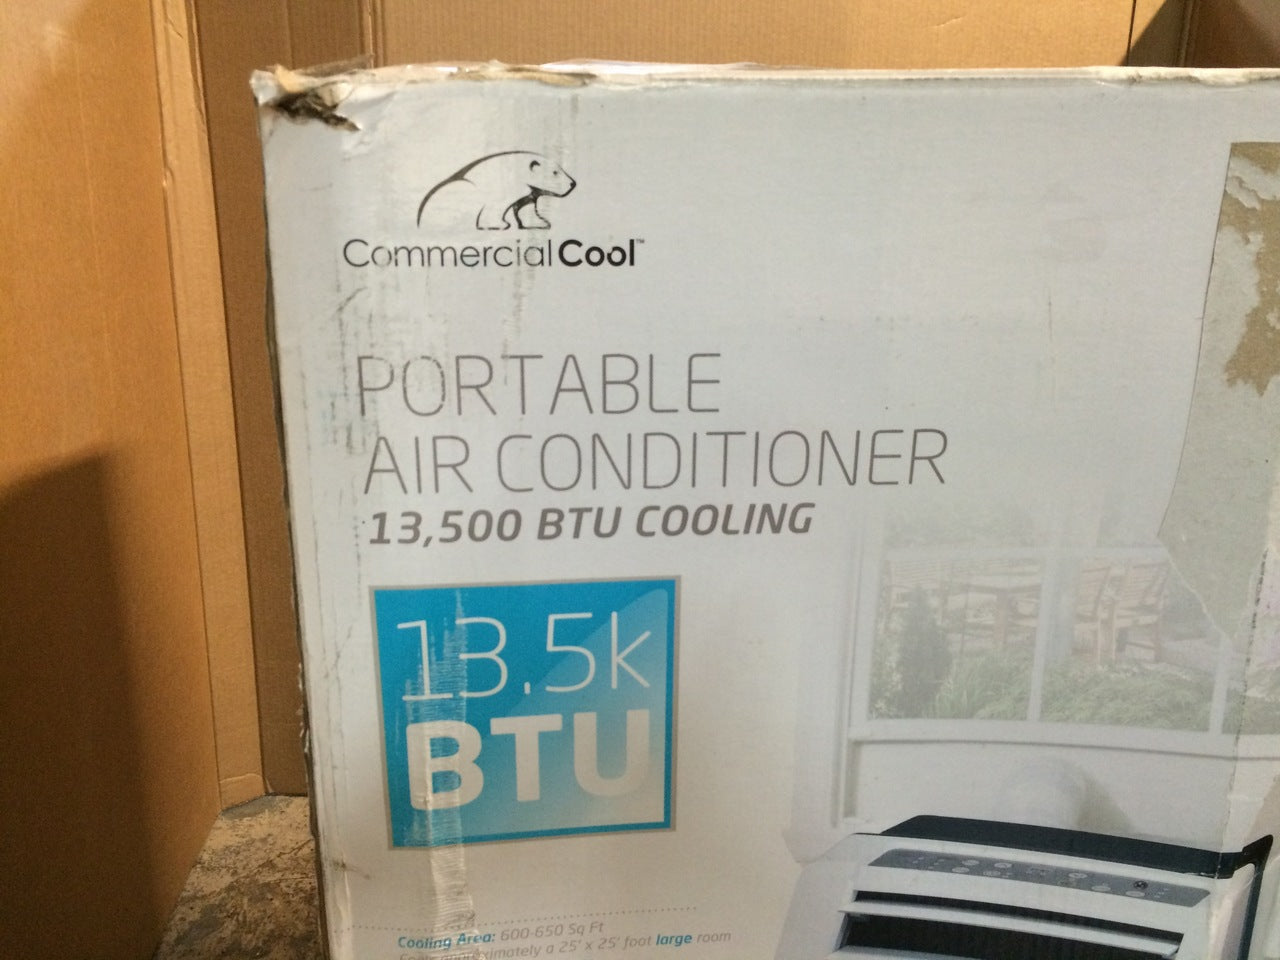 CommercialCool™
PORTABLE
AIR CONDITIONER
13,500 BTU COOLING
13.5k
BTU
Cooling Area: 600-650 Sq Ft
a 25' x 25' foot large room